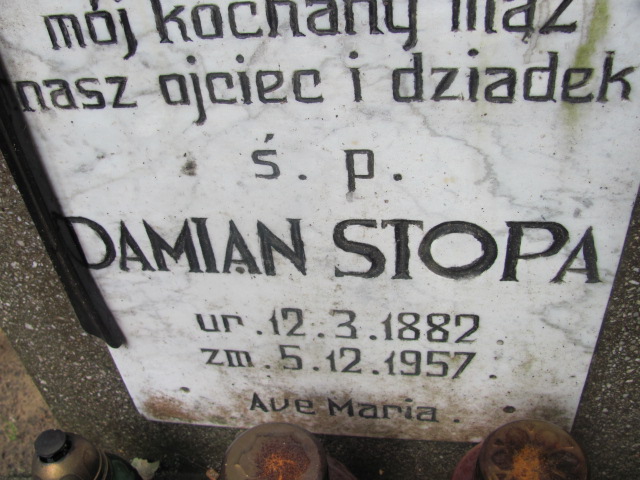 mój kochany mąż
nasz ojciec i dziadek
ś. p.
DAMIAN STOPA
ur. 12.3.1882.
zm. 5.12.1957.
Ave Maria.